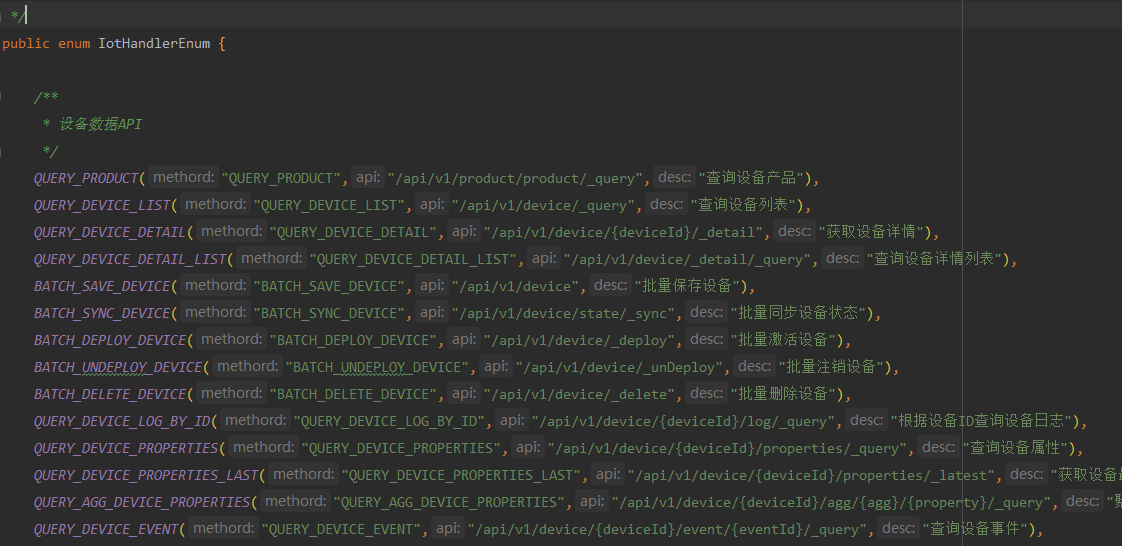 */
public enum IotHandlerEnum {
/**
* 设备数据API
*/
QUERY_PRODUCT( methord: "QUERY_PRODUCT", api: "/api/v1/product/product/_query", desc: "查询设备产品"),
QUERY_DEVICE_LIST( methord: "QUERY_DEVICE_LIST", api: "/api/v1/device/_query", desc: "查询设备列表"),
QUERY_DEVICE_DETAIL( methord: "QUERY_DEVICE_DETAIL", api: "/api/v1/device/{deviceId}/_detail", desc: "获取设备详情"),
QUERY_DEVICE_DETAIL_LIST( methord: "QUERY_DEVICE_DETAIL_LIST", api: "/api/v1/device/_detail/_query", desc: "查询设备详情列表"),
BATCH_SAVE_DEVICE( methord: "BATCH_SAVE_DEVICE", api: "/api/v1/device", desc: "批量保存设备"),
BATCH_SYNC_DEVICE( methord: "BATCH_SYNC_DEVICE", api: "/api/v1/device/state/_sync", desc: "批量同步设备状态"),
BATCH_DEPLOY_DEVICE( methord: "BATCH_DEPLOY_DEVICE", api: "/api/v1/device/_deploy", desc: "批量激活设备"),
BATCH_UNDEPLOY_DEVICE( methord: "BATCH_UNDEPLOY_DEVICE", api: "/api/v1/device/_unDeploy", desc: "批量注销设备"),
BATCH_DELETE_DEVICE( methord: "BATCH_DELETE_DEVICE", api: "/api/v1/device/_delete", desc: "批量删除设备"),
QUERY_DEVICE_LOG_BY_ID( methord: "QUERY_DEVICE_LOG_BY_ID", api: "/api/v1/device/{deviceId}/log/_query", desc: "根据设备ID查询设备日志"),
QUERY_DEVICE_PROPERTIES( methord: "QUERY_DEVICE_PROPERTIES", api: "/api/v1/device/{deviceId}/properties/_query", desc: "查询设备属性"),
QUERY_DEVICE_PROPERTIES_LAST( methord: "QUERY_DEVICE_PROPERTIES_LAST", api: "/api/v1/device/{deviceId}/properties/_latest", desc: "获取设备
QUERY_AGG_DEVICE_PROPERTIES( methord: "QUERY_AGG_DEVICE_PROPERTIES", api: "/api/v1/device/{deviceId}/agg/{agg}/{property}/_query", desc: "
QUERY_DEVICE_EVENT( methord: "QUERY_DEVICE_EVENT", api: "/api/v1/device/{deviceId}/event/{eventId}/_query", desc: "查询设备事件"),